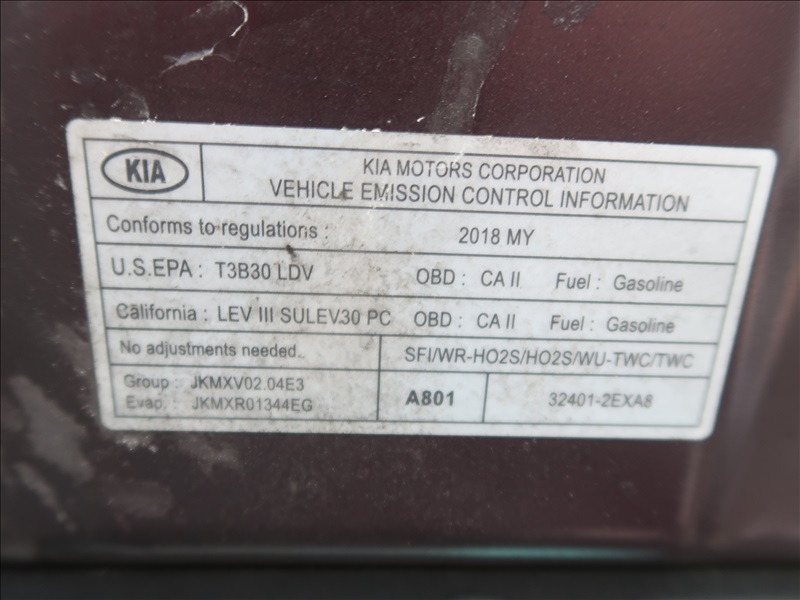 KIA
KIA MOTORS CORPORATION
VEHICLE EMISSION CONTROL INFORMATION
Conforms to regulations : 2018 MY
U.S.EPA : T3B30 LDV OBD : CA II Fuel : Gasoline
California : LEV III SULEV30 PC OBD : CA II Fuel : Gasoline
No adjustments needed. SFI/WR-HO2S/HO2S/WU-TWC/TWC
Group : JKMXV02.04E3
Evap. : JKMXR01344EG
A801
32401-2EXA8